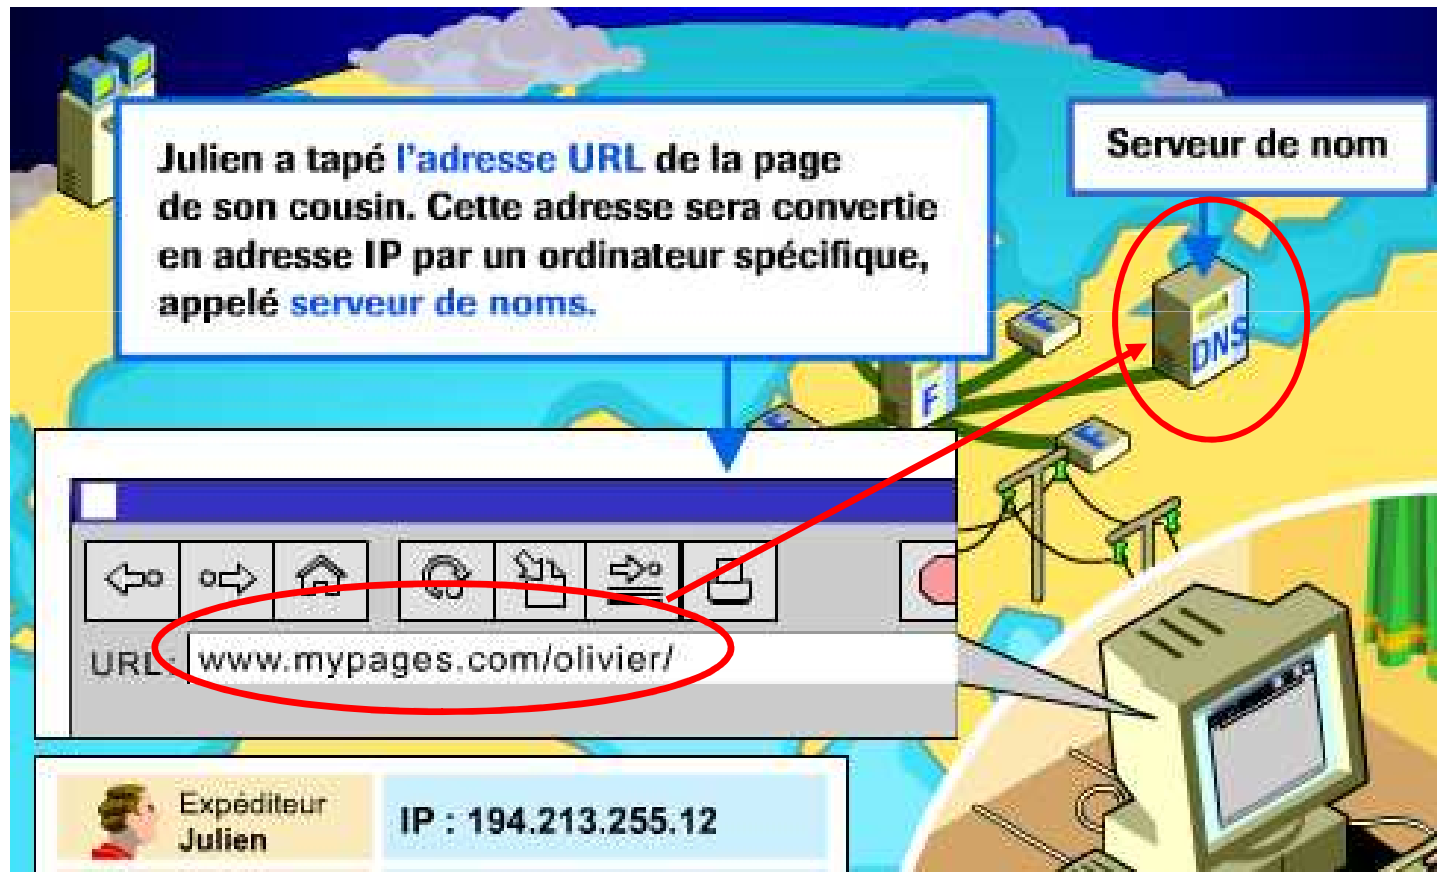 Julien a tapé l'adresse URL de la page
de son cousin. Cette adresse sera convertie
en adresse IP par un ordinateur spécifique,
appelé serveur de noms.
Serveur de nom
DNS
F
URL: www.mypages.com/olivier/
Expéditeur
Julien
IP : 194.213.255.12